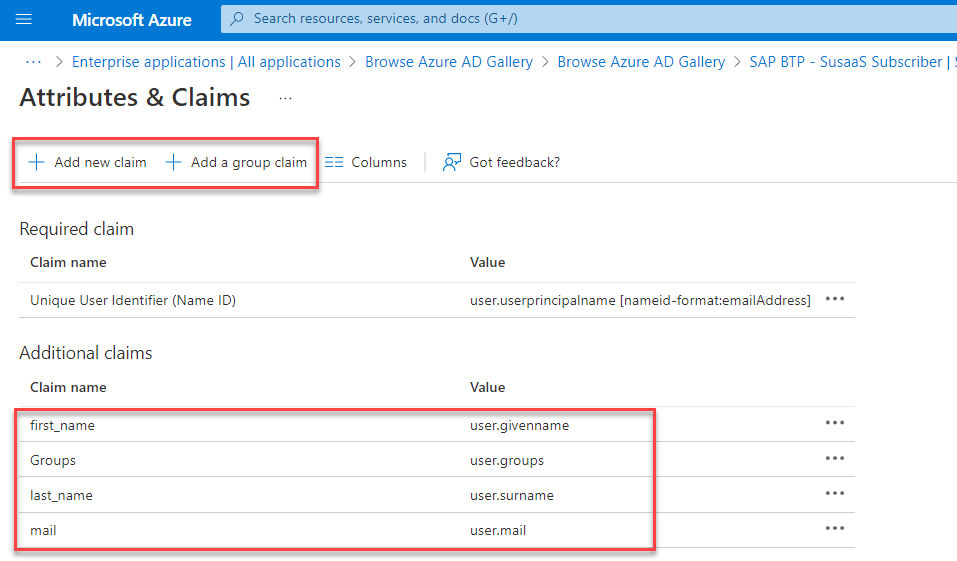 Microsoft Azure
Search resources, services, and docs (G+/)
··· > Enterprise applications | All applications > Browse Azure AD Gallery > Browse Azure AD Gallery > SAP BTP - SusaaS Subscriber |
Attributes & Claims ···
+ Add new claim + Add a group claim Columns Got feedback?
Required claim
Claim name Value
Unique User Identifier (Name ID) user.userprincipalname [nameid-format:emailAddress] ···
Additional claims
Claim name Value
first_name user.givenname ···
Groups user.groups ···
last_name user.surname ···
mail user.mail ···